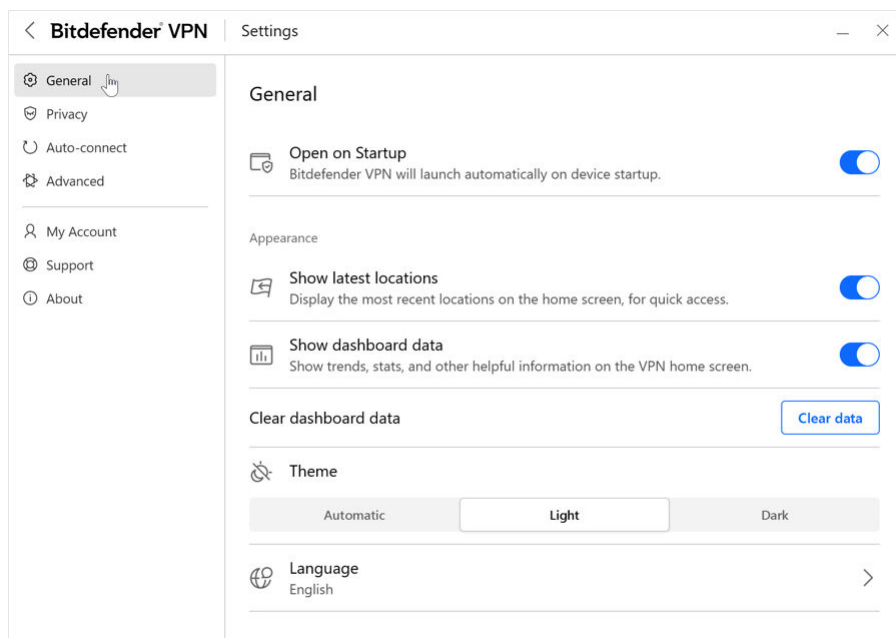 Bitdefender® VPN
Settings
General
Privacy
Auto-connect
Advanced
My Account
Support
About
General
Open on Startup
Bitdefender VPN will launch automatically on device startup.
Appearance
Show latest locations
Display the most recent locations on the home screen, for quick access.
Show dashboard data
Show trends, stats, and other helpful information on the VPN home screen.
Clear dashboard data
Clear data
Theme
Automatic
Light
Dark
Language
English